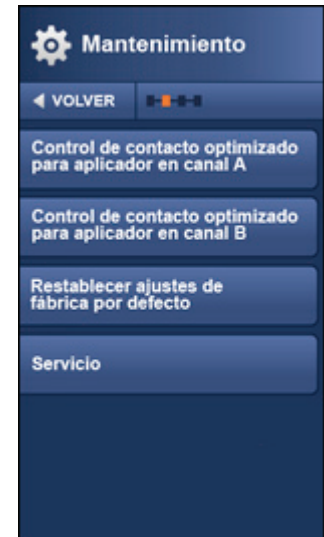 Mantenimiento
VOLVER
Control de contacto optimizado
para aplicador en canal A
Control de contacto optimizado
para aplicador en canal B
Restablecer ajustes de
fábrica por defecto
Servicio